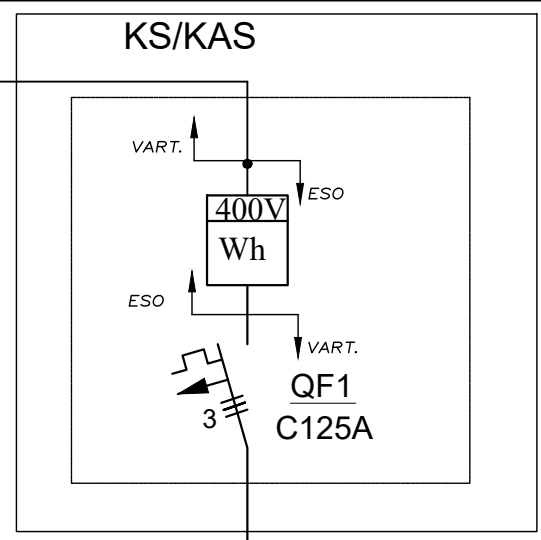 KS/KAS
VART.
ESO
400V
Wh
ESO
VART.
QF1
3
C125A